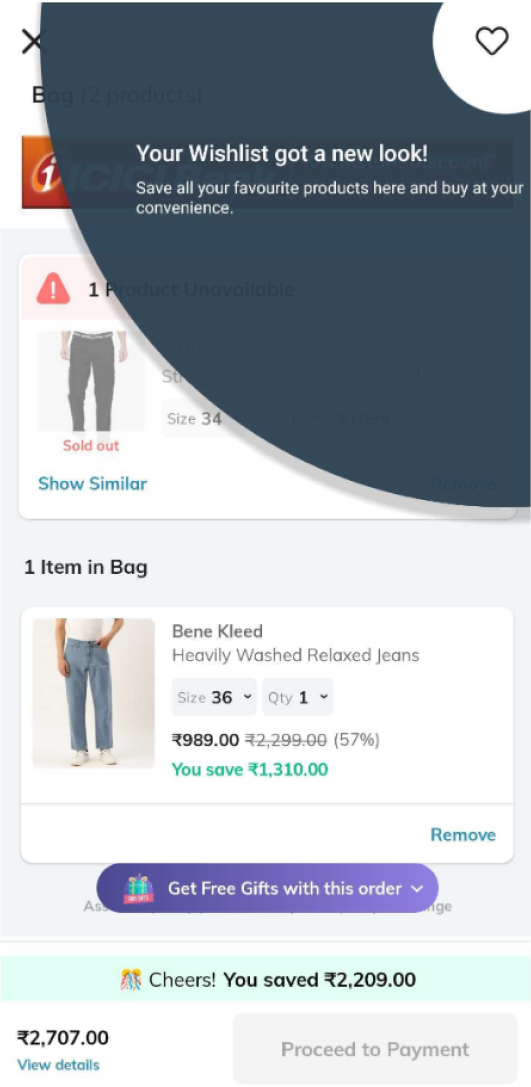 Bag (2 products)
ICICI Bank
Your Wishlist got a new look!
Save all your favourite products here and buy at your
convenience.
1 Product Unavailable
Size 34
₹1699
Sold out
Show Similar
Remove
1 Item in Bag
Bene Kleed
Heavily Washed Relaxed Jeans
Size 36 Qty 1
₹989.00 ₹2,299.00 (57%)
You save ₹1,310.00
Remove
Get Free Gifts with this order
Cheers! You saved ₹2,209.00
₹2,707.00
View details
Proceed to Payment